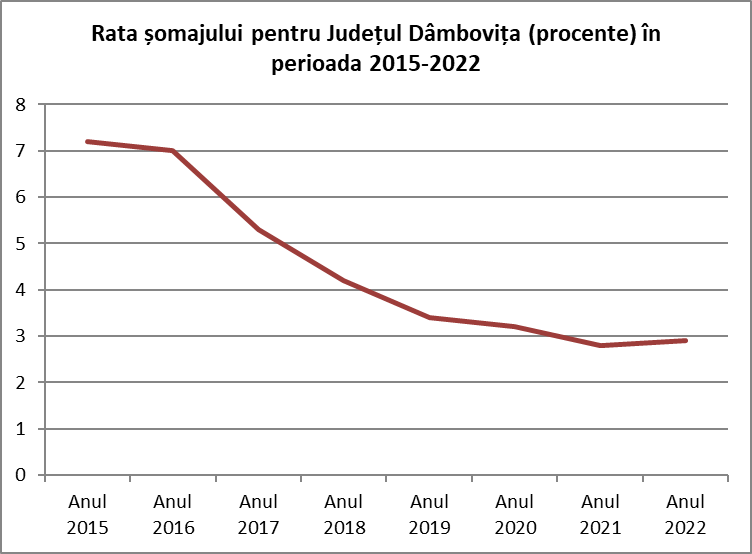 Rata șomajului pentru Județul Dâmbovița (procente) în
perioada 2015-2022
8
7
6
5
4
3
2
1
0
Anul 2015
Anul 2016
Anul 2017
Anul 2018
Anul 2019
Anul 2020
Anul 2021
Anul 2022